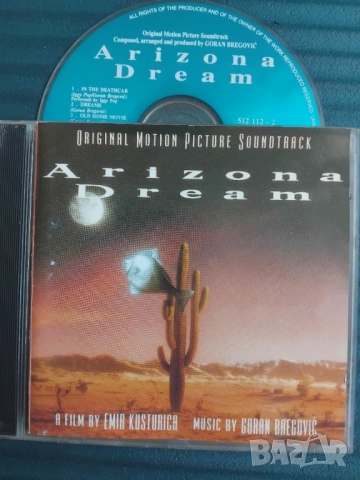 ALL RIGHTS OF THE PRODUCER AND OF THE OWNER OF THE WORK REPRODUCED
Original Motion Picture Soundtrack
Composed, arranged and produced by GORAN BREGOVIĆ
Arizona
Dream
1. IN THE DEATHCAR
(Iggy Pop/Goran Bregovic)
Performed by Iggy Pop
2. DREAMS
(Goran Bregovic)
3. OLD HOME MOVIE
512 112 - 2
ORIGINAL MOTION PICTURE SOUNDTRACK
Arizona
Dream
A FILM BY EMIR KUSTURICA MUSIC BY GORAN BREGOVIĆ
BAZAR